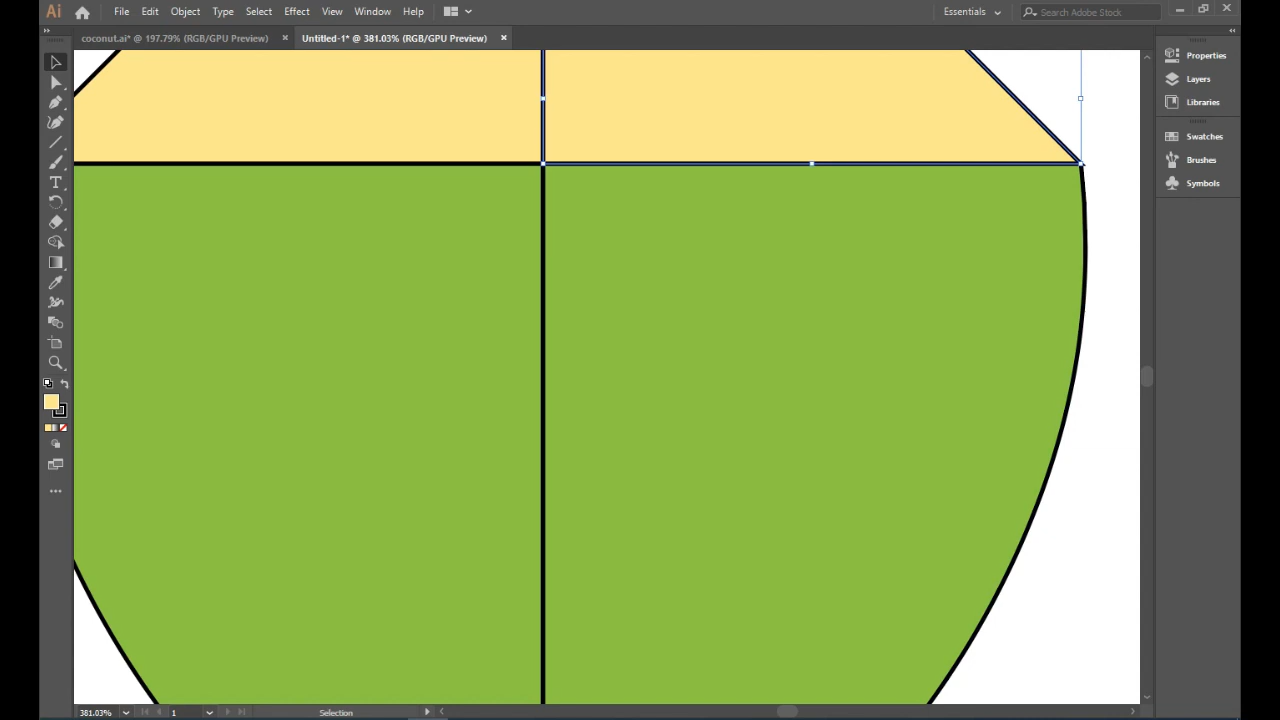 Ai File Edit Object Type Select Effect View Window Help Essentials Search Adobe Stock
coconut.ai* @ 197.79% (RGB/GPU Preview) Untitled-1* @ 381.03% (RGB/GPU Preview)
Properties
Layers
Libraries
Swatches
Brushes
Symbols
381.03% 1 Selection